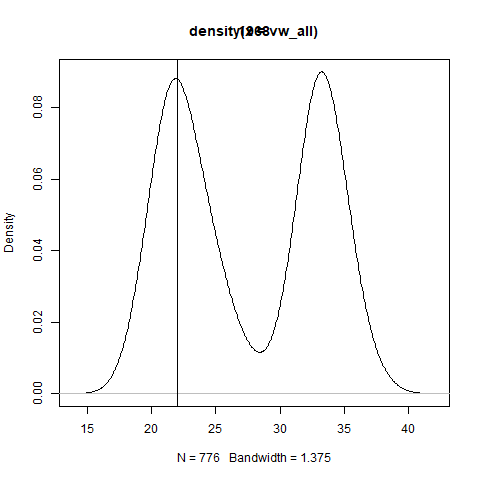 density(x = vw_all)
Density
0.00
0.02
0.04
0.06
0.08
15 20 25 30 35 40
N = 776 Bandwidth = 1.375